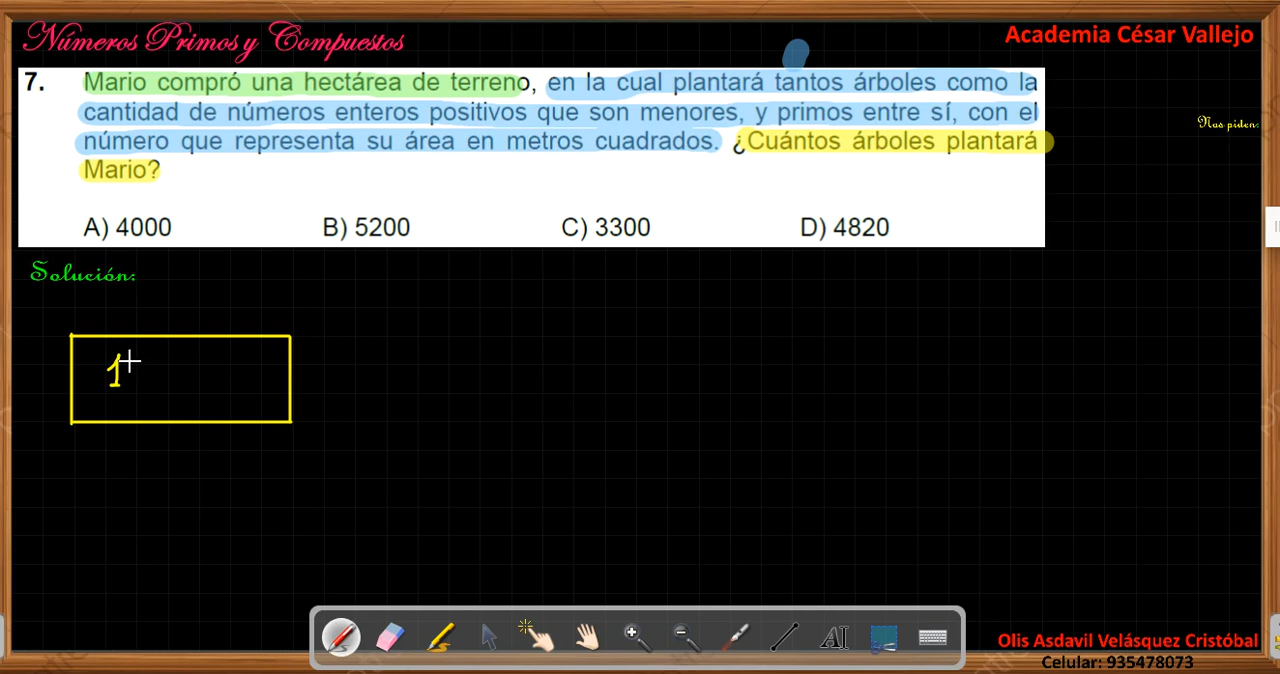 Números Primos y Compuestos
Academia César Vallejo
7. Mario compró una hectárea de terreno, en la cual plantará tantos árboles como la
cantidad de números enteros positivos que son menores, y primos entre sí, con el
número que representa su área en metros cuadrados. ¿Cuántos árboles plantará
Mario?
Nos piden:
A) 4000 B) 5200 C) 3300 D) 4820
Solución:
1
AI
Olis Asdavil Velásquez Cristóbal
Celular: 935478073